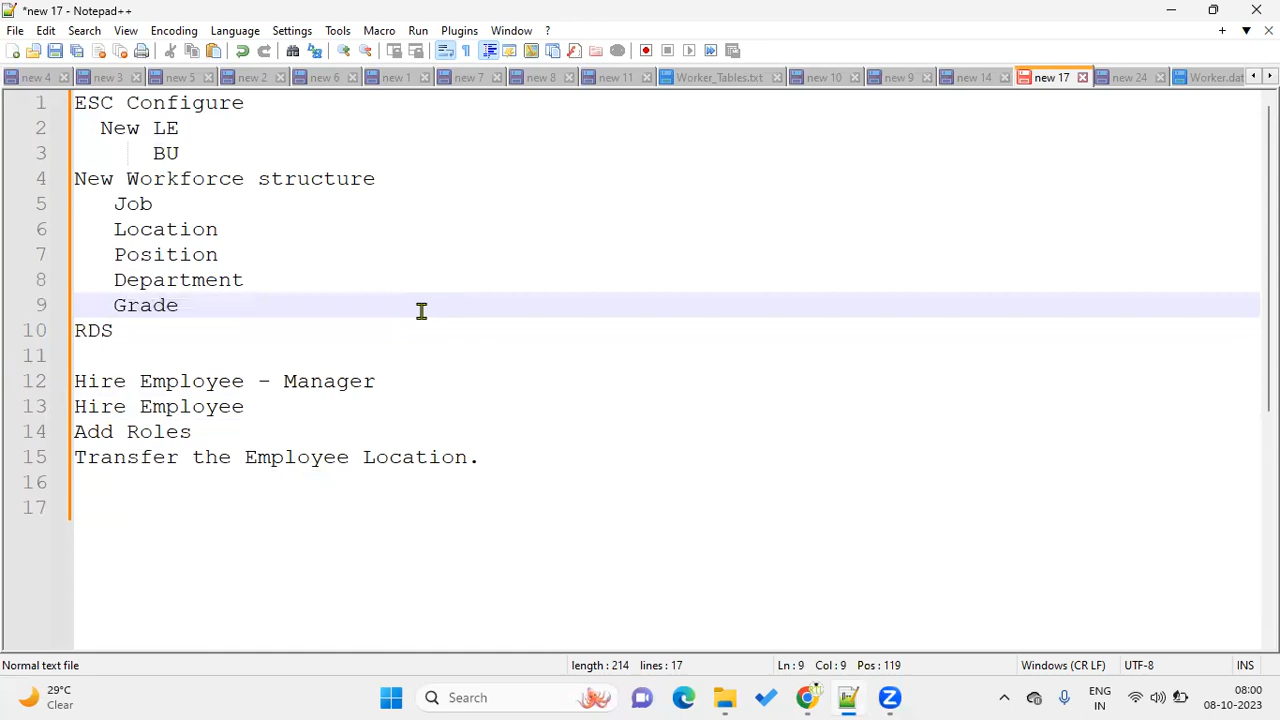 *new 17 - Notepad++
File Edit Search View Encoding Language Settings Tools Macro Run Plugins Window ?
new 4 new 3 new 5 new 2 new 6 new 1 new 7 new 8 new 11 Worker_Tables.txt new 10 new 9 new 14 new 17 new 24 Worker.dat
1 ESC Configure
2 New LE
3 BU
4 New Workforce structure
5 Job
6 Location
7 Position
8 Department
9 Grade
10 RDS
11
12 Hire Employee - Manager
13 Hire Employee
14 Add Roles
15 Transfer the Employee Location.
16
17
Normal text file length : 214 lines : 17 Ln : 9 Col : 9 Pos : 119 Windows (CR LF) UTF-8 INS
29°C
Clear
Search
ENG
IN
08:00
08-10-2023